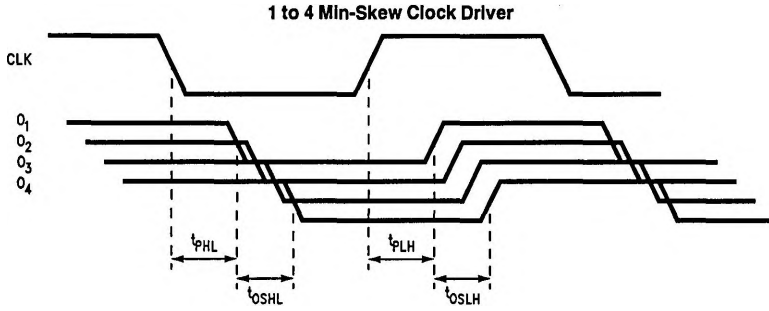 1 to 4 Min-Skew Clock Driver
CLK
O1
O2
O3
O4
tPHL
tPLH
tOSHL
tOSLH